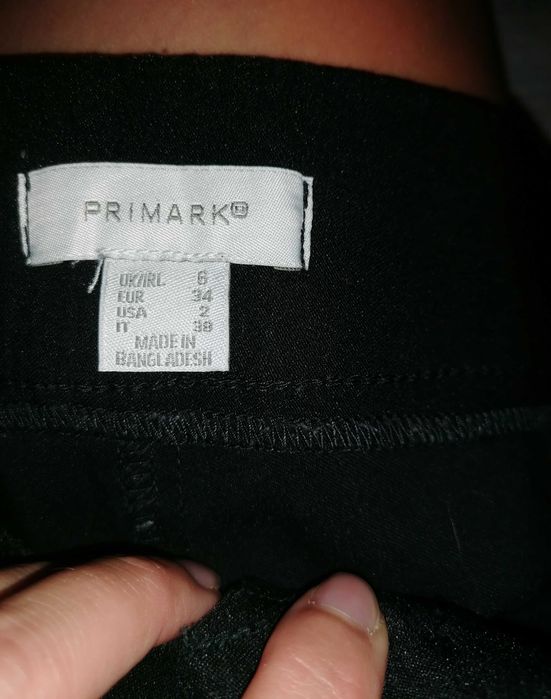 PRIMARK®
UK/IRL 6
EUR 34
USA 2
IT 38
MADE IN
BANGLADESH